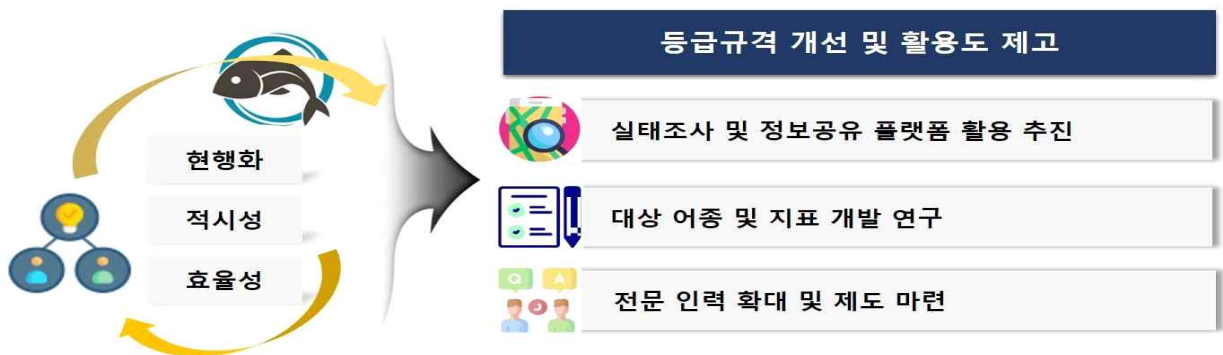 등급규격 개선 및 활용도 제고
현행화
적시성
효율성
실태조사 및 정보공유 플랫폼 활용 추진
대상 어종 및 지표 개발 연구
Q A
전문 인력 확대 및 제도 마련